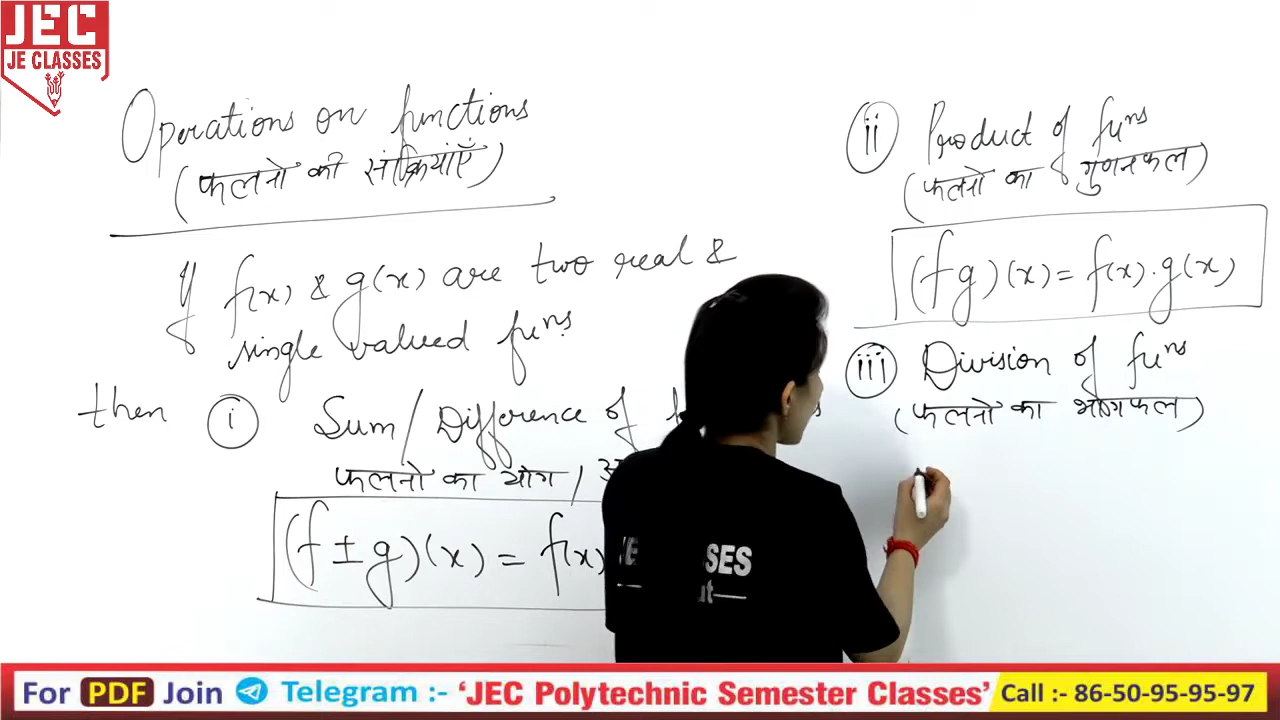 JEC
JE CLASSES
Operations on functions
(फलनो की संक्रियाएँ)
If f(x) & g(x) are two real &
single valued funs
then (i) Sum/Difference of
फलनो का योग/
(f ± g)(x) = f(x)
(ii) Product of funs
(फलनो का गुणनफल)
(fg)(x) = f(x).g(x)
(iii) Division of funs
(फलनो का भागफल)
SES
For PDF Join Telegram :- 'JEC Polytechnic Semester Classes' Call :- 86-50-95-95-97